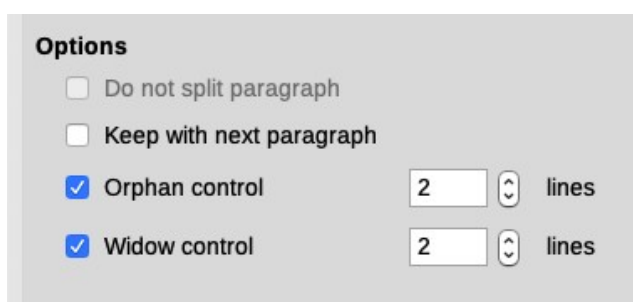 Options
Do not split paragraph
Keep with next paragraph
Orphan control 2 lines
Widow control 2 lines